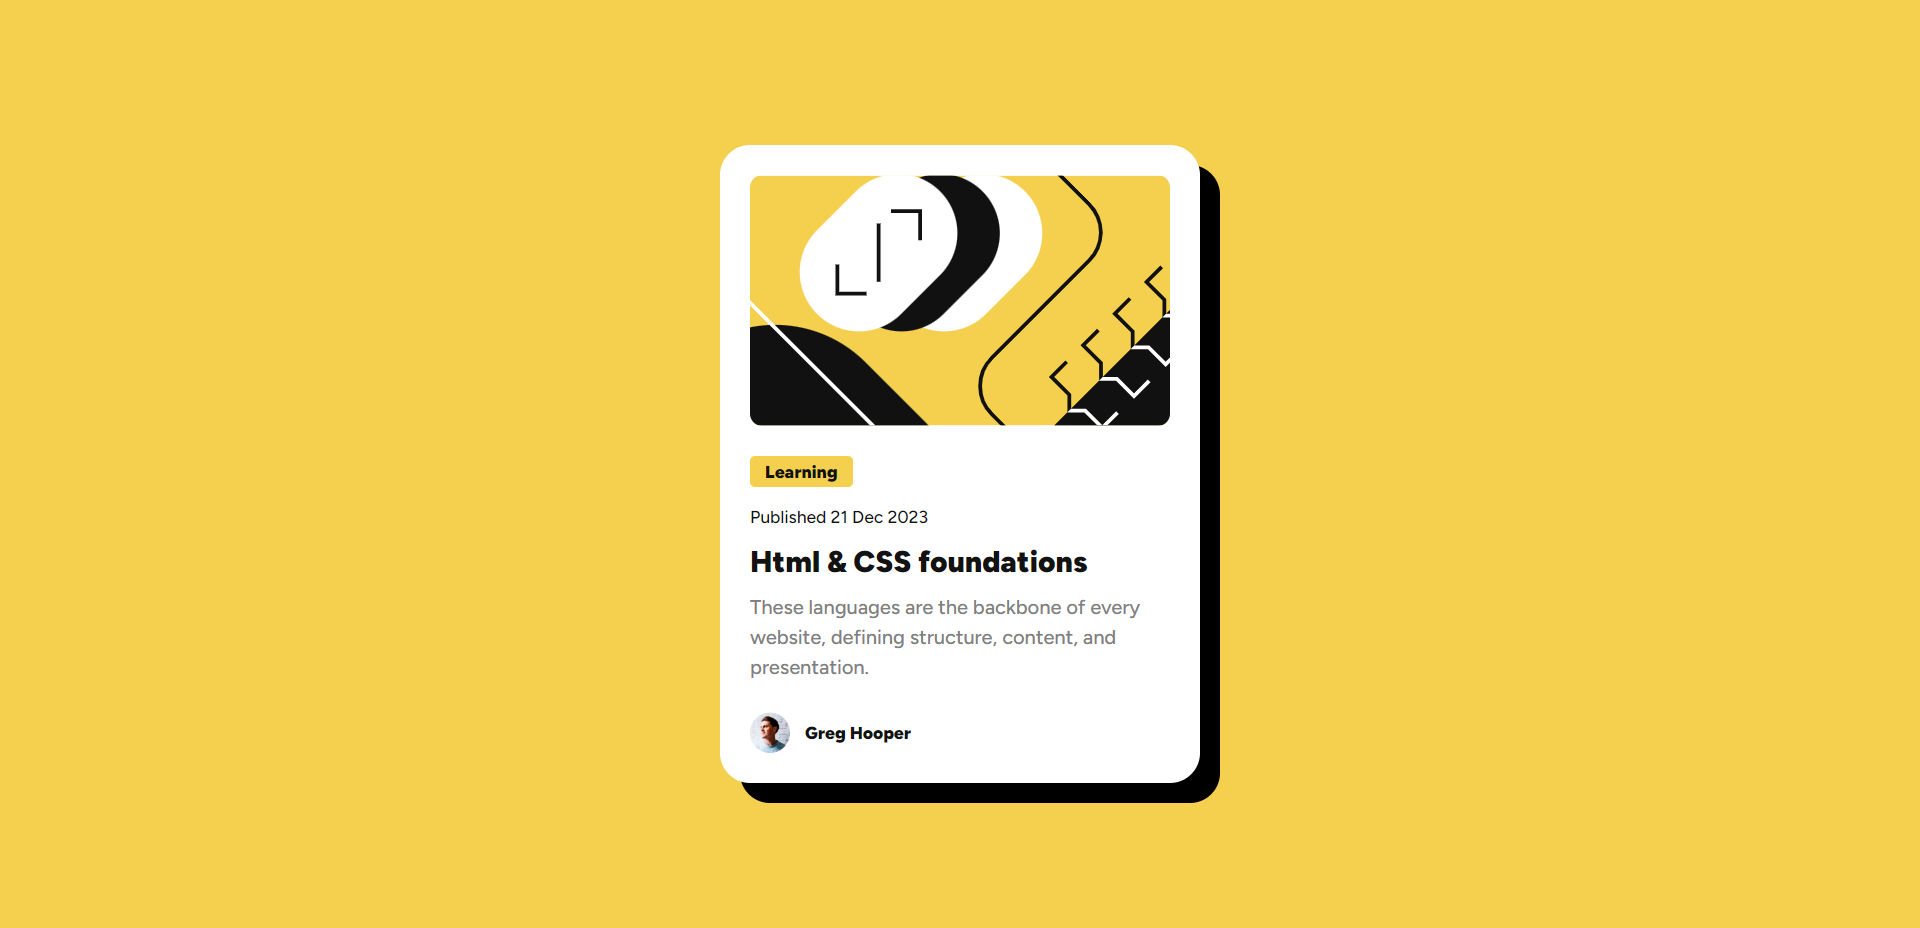 Learning
Published 21 Dec 2023
Html & CSS foundations
These languages are the backbone of every
website, defining structure, content, and
presentation.
Greg Hooper